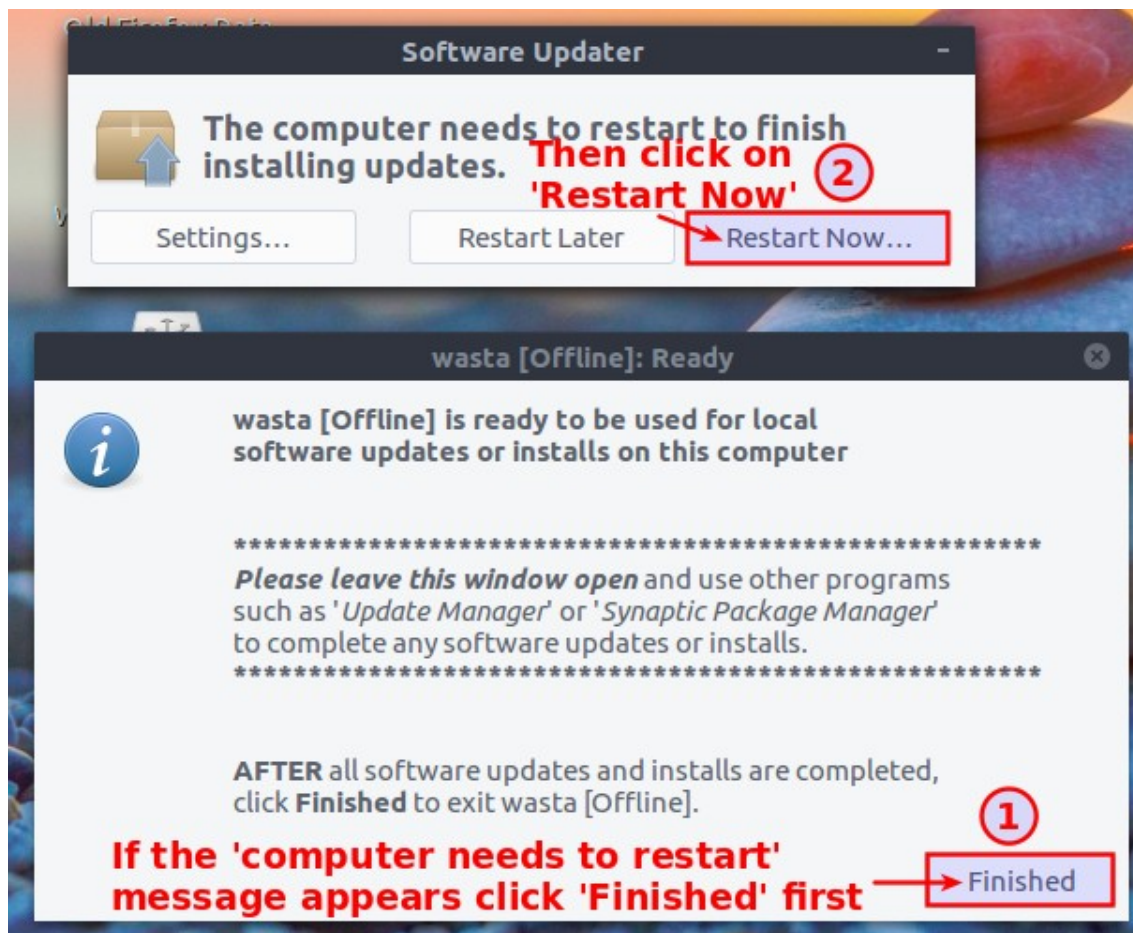 Old Firefox Data
Software Updater
The computer needs to restart to finish
installing updates.
Then click on
'Restart Now'
2
Settings...
Restart Later
Restart Now...
wasta [Offline]: Ready
wasta [Offline] is ready to be used for local
software updates or installs on this computer
******************************************************
Please leave this window open and use other programs
such as 'Update Manager' or 'Synaptic Package Manager'
to complete any software updates or installs.
******************************************************
AFTER all software updates and installs are completed,
click Finished to exit wasta [Offline].
1
If the 'computer needs to restart'
message appears click 'Finished' first
Finished